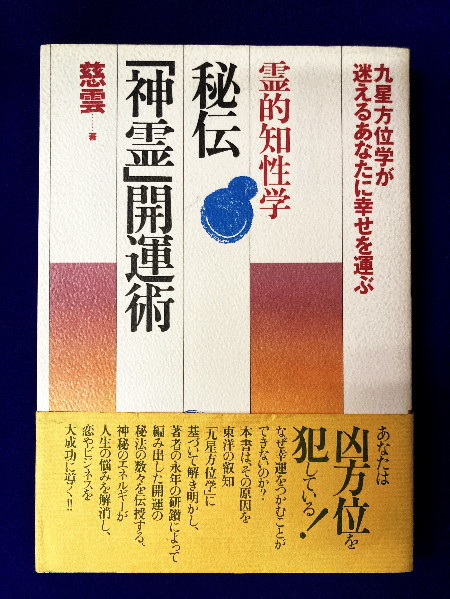 九星方位学が
迷えるあなたに幸せを運ぶ
霊的知性学
秘伝
「神霊」開運術
慈雲……著
あなたは
凶方位を
犯している!
なぜ幸運をつかむことが
できないのか?
本書は、その原因を
東洋の叡知
「九星方位学」に
基づいて解き明かし、
著者の永年の研鑽によって
編み出した開運の
秘法の数々を伝授する。
神秘のエネルギーが
人生の悩みを解消し、
恋やビジネスを
大成功に導く!!